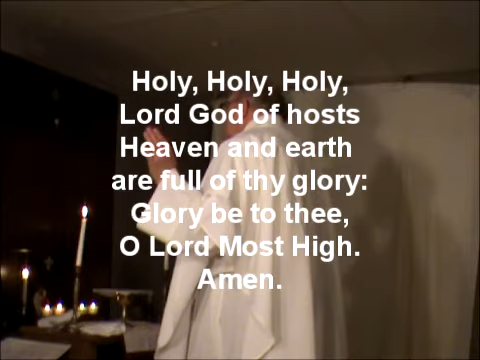 Holy, Holy, Holy,
Lord God of hosts
Heaven and earth
are full of thy glory:
Glory be to thee,
O Lord Most High.
Amen.